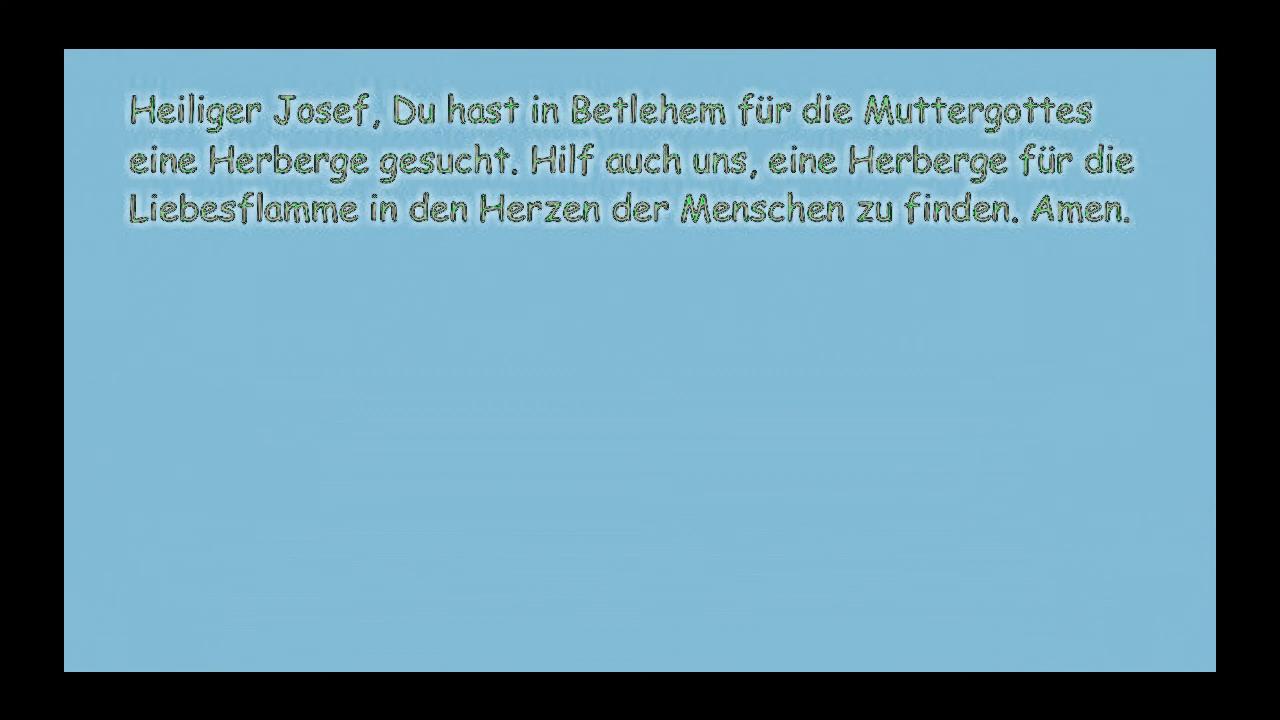 Heiliger Josef, Du hast in Betlehem für die Muttergottes
eine Herberge gesucht. Hilf auch uns, eine Herberge für die
Liebesflamme in den Herzen der Menschen zu finden. Amen.